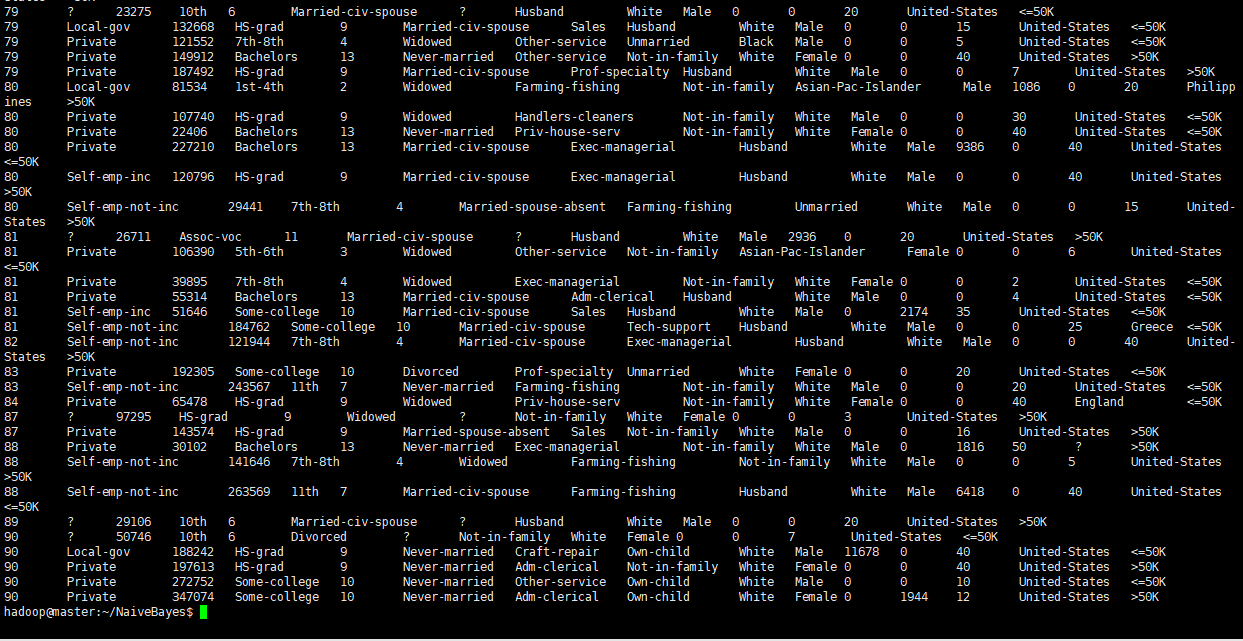 79 ? 23275 10th 6 Married-civ-spouse ? Husband White Male 0 0 20 United-States <=50K
79 Local-gov 132668 HS-grad 9 Married-civ-spouse Sales Husband White Male 0 0 15 United-States <=50K
79 Private 121552 7th-8th 4 Widowed Other-service Unmarried Black Male 0 0 5 United-States <=50K
79 Private 149912 Bachelors 13 Never-married Other-service Not-in-family White Female 0 0 40 United-States >50K
79 Private 187492 HS-grad 9 Married-civ-spouse Prof-specialty Husband White Male 0 0 7 United-States >50K
80 Local-gov 81534 1st-4th 2 Widowed Farming-fishing Not-in-family Asian-Pac-Islander Male 1086 0 20 Philipp
ines >50K
80 Private 107740 HS-grad 9 Widowed Handlers-cleaners Not-in-family White Male 0 0 30 United-States <=50K
80 Private 22406 Bachelors 13 Never-married Priv-house-serv Not-in-family White Female 0 0 40 United-States <=50K
80 Private 227210 Bachelors 13 Married-civ-spouse Exec-managerial Husband White Male 9386 0 40 United-States
<=50K
80 Self-emp-inc 120796 HS-grad 9 Married-civ-spouse Exec-managerial Husband White Male 0 0 40 United-States
>50K
80 Self-emp-not-inc 29441 7th-8th 4 Married-spouse-absent Farming-fishing Unmarried White Male 0 0 15 United-
States >50K
81 ? 26711 Assoc-voc 11 Married-civ-spouse ? Husband White Male 2936 0 20 United-States >50K
81 Private 106390 5th-6th 3 Widowed Other-service Not-in-family Asian-Pac-Islander Female 0 0 6 United-States
<=50K
81 Private 39895 7th-8th 4 Widowed Exec-managerial Not-in-family White Female 0 0 2 United-States <=50K
81 Private 55314 Bachelors 13 Married-civ-spouse Adm-clerical Husband White Male 0 0 4 United-States <=50K
81 Self-emp-inc 51646 Some-college 10 Married-civ-spouse Sales Husband White Male 0 2174 35 United-States <=50K
81 Self-emp-not-inc 184762 Some-college 10 Married-civ-spouse Tech-support Husband White Male 0 0 25 Greece <=50K
82 Self-emp-not-inc 121944 7th-8th 4 Married-civ-spouse Exec-managerial Husband White Male 0 0 40 United-
States >50K
83 Private 192305 Some-college 10 Divorced Prof-specialty Unmarried White Female 0 0 20 United-States <=50K
83 Self-emp-not-inc 243567 11th 7 Never-married Farming-fishing Not-in-family White Male 0 0 20 United-States <=50K
84 Private 65478 HS-grad 9 Widowed Priv-house-serv Not-in-family White Female 0 0 40 England <=50K
87 ? 97295 HS-grad 9 Widowed ? Not-in-family White Female 0 0 3 United-States >50K
87 Private 143574 HS-grad 9 Married-spouse-absent Sales Not-in-family White Male 0 0 16 United-States >50K
88 Private 30102 Bachelors 13 Never-married Exec-managerial Not-in-family White Male 0 1816 50 ? >50K
88 Self-emp-not-inc 141646 7th-8th 4 Widowed Farming-fishing Not-in-family White Male 0 0 5 United-States
>50K
88 Self-emp-not-inc 263569 11th 7 Married-civ-spouse Farming-fishing Husband White Male 6418 0 40 United-States
<=50K
89 ? 29106 10th 6 Married-civ-spouse ? Husband White Male 0 0 20 United-States >50K
90 ? 50746 10th 6 Divorced ? Not-in-family White Female 0 0 7 United-States <=50K
90 Local-gov 188242 HS-grad 9 Never-married Craft-repair Own-child White Male 11678 0 40 United-States <=50K
90 Private 197613 HS-grad 9 Never-married Adm-clerical Not-in-family White Female 0 0 40 United-States >50K
90 Private 272752 Some-college 10 Never-married Other-service Own-child White Male 0 0 10 United-States <=50K
90 Private 347074 Some-college 10 Never-married Adm-clerical Own-child White Female 0 1944 12 United-States >50K
hadoop@master:~/NaiveBayes$